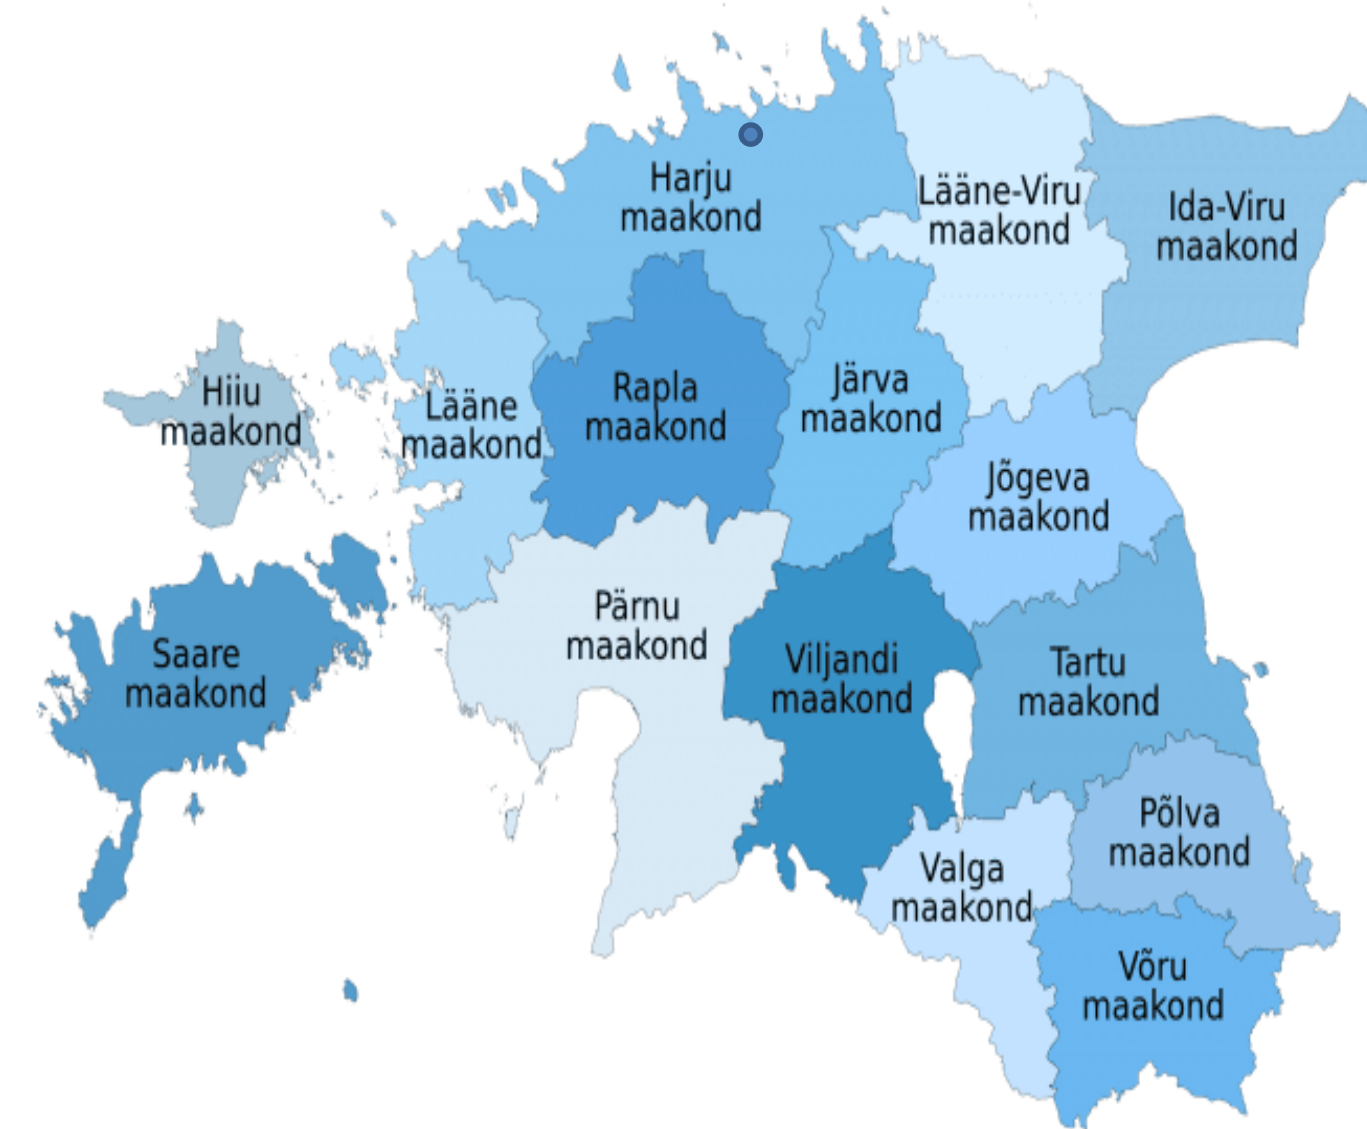 Harju
maakond
Lääne-Viru
maakond
Ida-Viru
maakond
Hiiu
maakond
Lääne
maakond
Rapla
maakond
Järva
maakond
Jõgeva
maakond
Saare
maakond
Pärnu
maakond
Viljandi
maakond
Tartu
maakond
Põlva
maakond
Valga
maakond
Võru
maakond